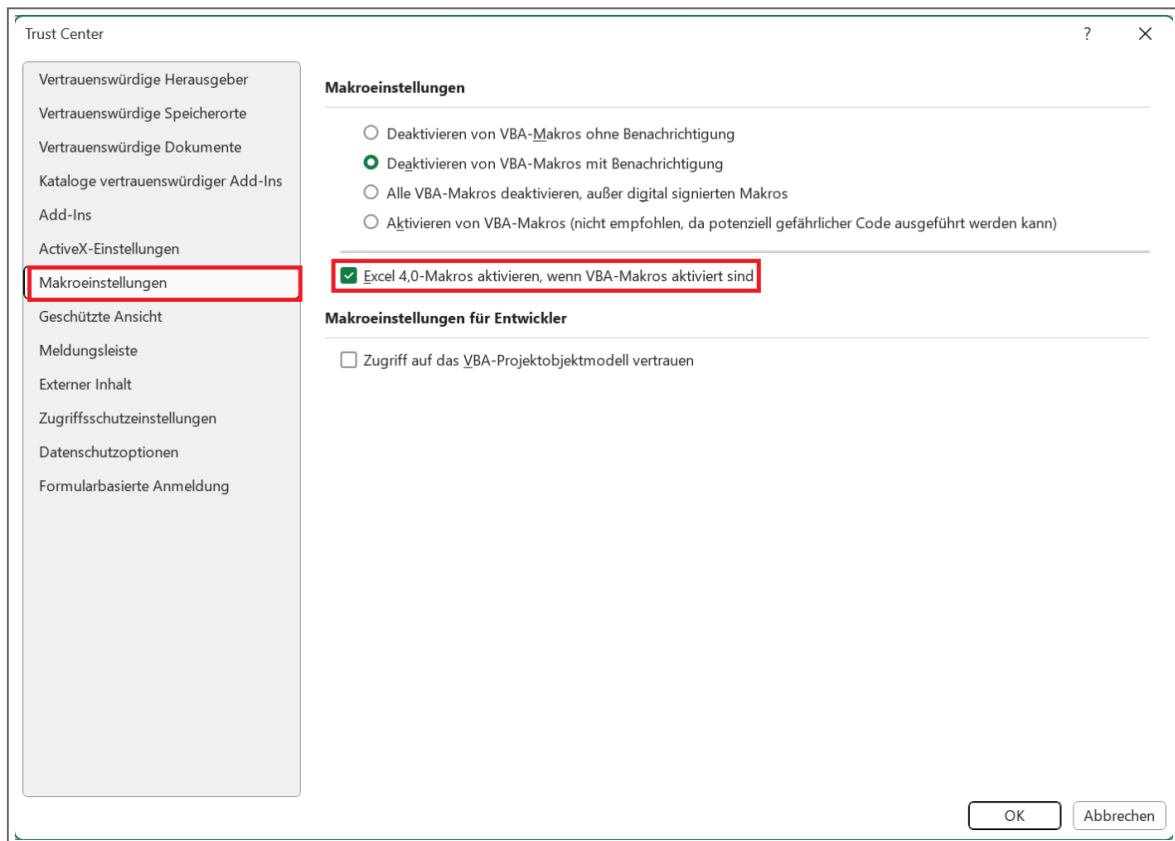 Trust Center
?
Vertrauenswürdige Herausgeber
Vertrauenswürdige Speicherorte
Vertrauenswürdige Dokumente
Kataloge vertrauenswürdiger Add-Ins
Add-Ins
ActiveX-Einstellungen
Makroeinstellungen
Geschützte Ansicht
Meldungsleiste
Externer Inhalt
Zugriffsschutzeinstellungen
Datenschutzoptionen
Formularbasierte Anmeldung
Makroeinstellungen
Deaktivieren von VBA-Makros ohne Benachrichtigung
Deaktivieren von VBA-Makros mit Benachrichtigung
Alle VBA-Makros deaktivieren, außer digital signierten Makros
Aktivieren von VBA-Makros (nicht empfohlen, da potenziell gefährlicher Code ausgeführt werden kann)
Excel 4,0-Makros aktivieren, wenn VBA-Makros aktiviert sind
Makroeinstellungen für Entwickler
Zugriff auf das VBA-Projektobjektmodell vertrauen
OK
Abbrechen